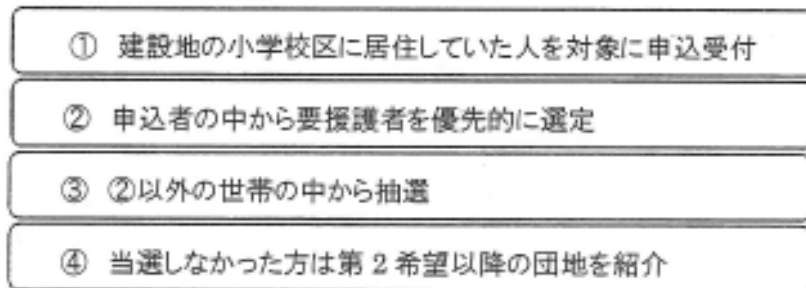 ① 建設地の小学校区に居住していた人を対象に申込受付
② 申込者の中から要援護者を優先的に選定
③ ②以外の世帯の中から抽選
④ 当選しなかった方は第2希望以降の団地を紹介